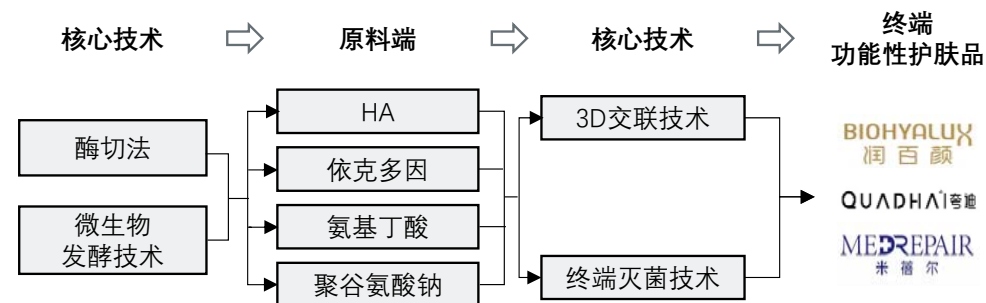 核心技术
原料端
核心技术
终端
功能性护肤品
酶切法
微生物
发酵技术
HA
依克多因
氨基丁酸
聚谷氨酸钠
3D交联技术
终端灭菌技术
BIOHYALUX
润百颜
QUADHA 夸迪
MEDREPAIR
米蓓尔